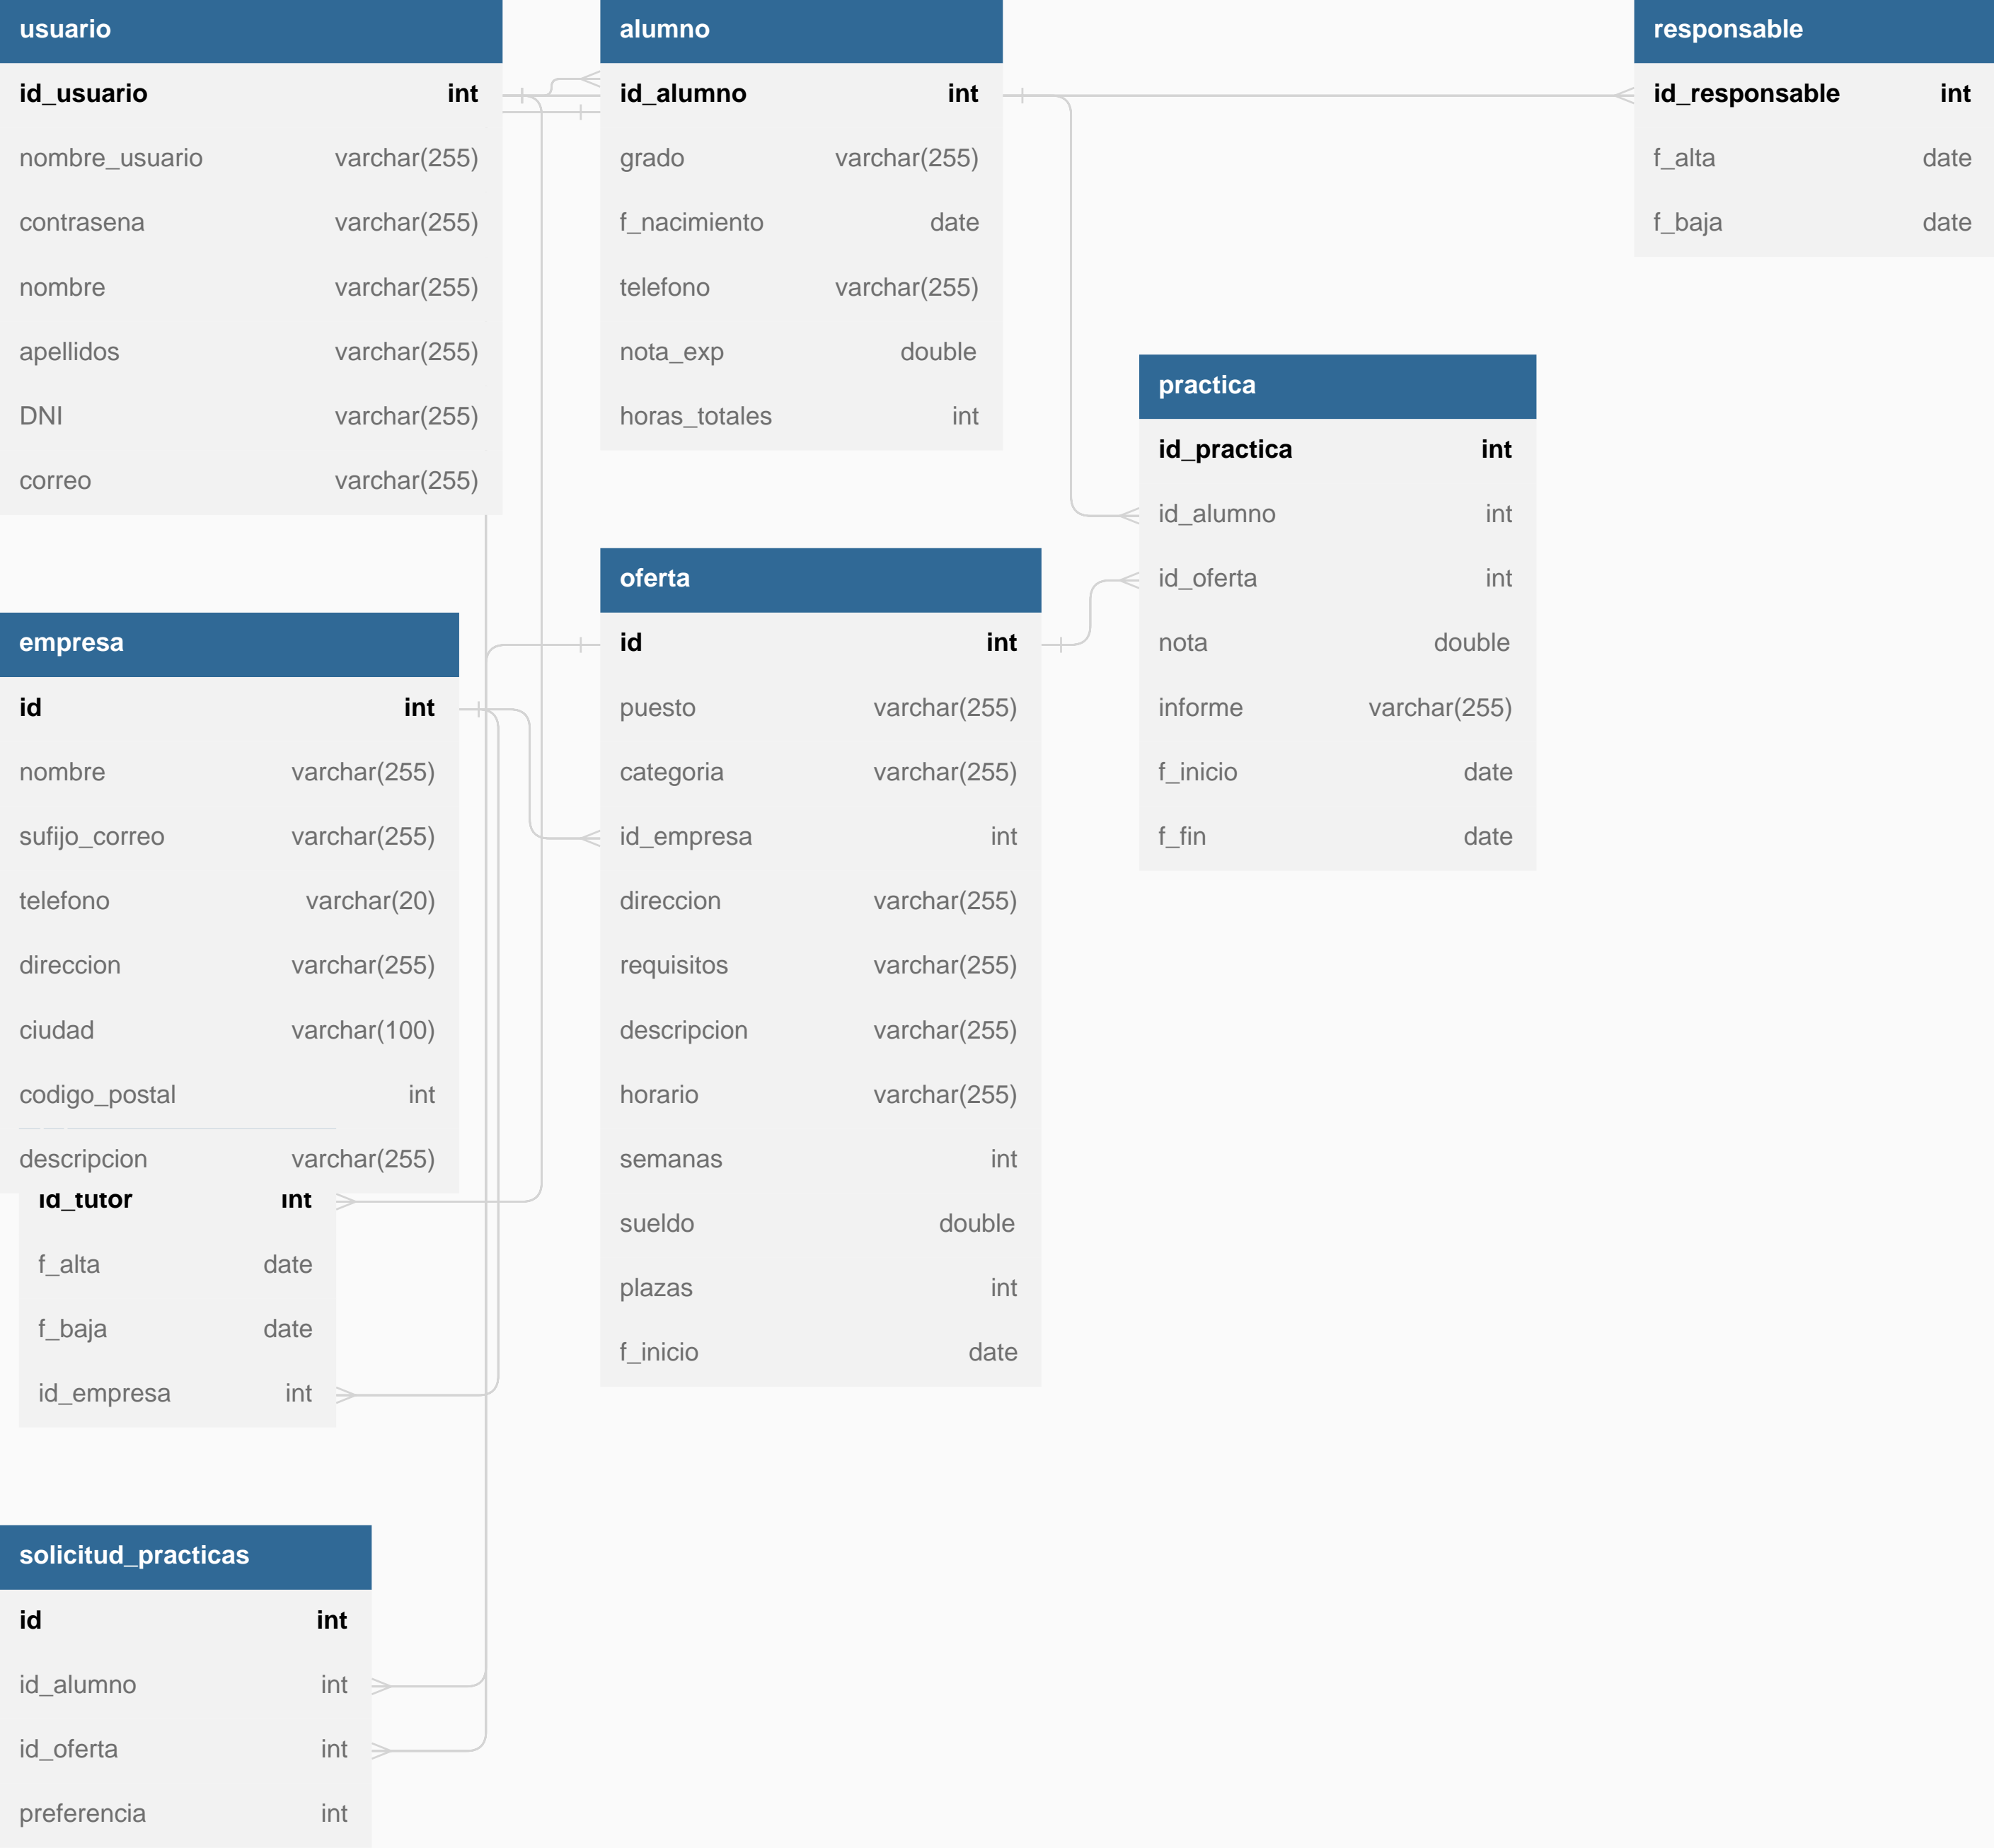 usuario
id_usuario int
nombre_usuario varchar(255)
contrasena varchar(255)
nombre varchar(255)
apellidos varchar(255)
DNI varchar(255)
correo varchar(255)
alumno
id_alumno int
grado varchar(255)
f_nacimiento date
telefono varchar(255)
nota_exp double
horas_totales int
responsable
id_responsable int
f_alta date
f_baja date
practica
id_practica int
id_alumno int
id_oferta int
nota double
informe varchar(255)
f_inicio date
f_fin date
oferta
id int
puesto varchar(255)
categoria varchar(255)
id_empresa int
direccion varchar(255)
requisitos varchar(255)
descripcion varchar(255)
horario varchar(255)
semanas int
sueldo double
plazas int
f_inicio date
empresa
id int
nombre varchar(255)
sufijo_correo varchar(255)
telefono varchar(20)
direccion varchar(255)
ciudad varchar(100)
codigo_postal int
descripcion varchar(255)
id_tutor int
f_alta date
f_baja date
id_empresa int
solicitud_practicas
id int
id_alumno int
id_oferta int
preferencia int